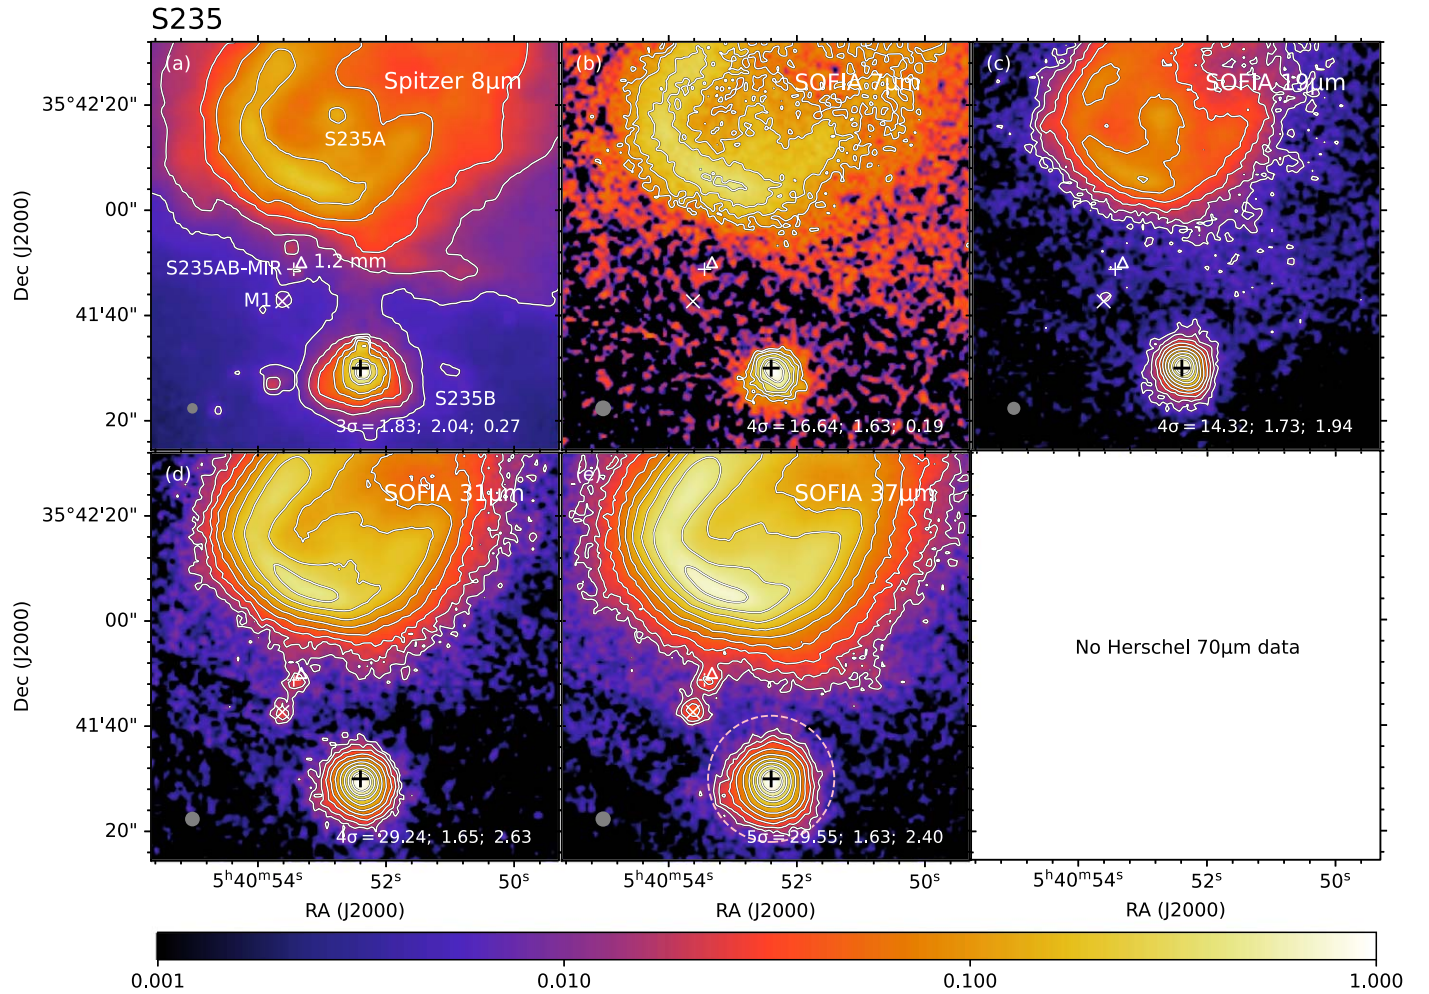 S235
(a)
Spitzer 8μm
S235A
S235AB-MIR
1.2 mm
M1
S235B
3σ=1.83; 2.04; 0.27
(b)
SOFIA 7μm
4σ=16.64; 1.63; 0.19
(c)
SOFIA 19μm
4σ=14.32; 1.73; 1.94
Dec (J2000)
35°42'20"
00"
41'40"
20"
(d)
SOFIA 31μm
4σ=29.24; 1.65; 2.63
(e)
SOFIA 37μm
5σ=29.55; 1.63; 2.40
No Herschel 70μm data
Dec (J2000)
35°42'20"
00"
41'40"
20"
5ʰ40ᵐ54ˢ 52ˢ 50ˢ
5ʰ40ᵐ54ˢ 52ˢ 50ˢ
5ʰ40ᵐ54ˢ 52ˢ 50ˢ
RA (J2000)
RA (J2000)
RA (J2000)
0.001 0.010 0.100 1.000